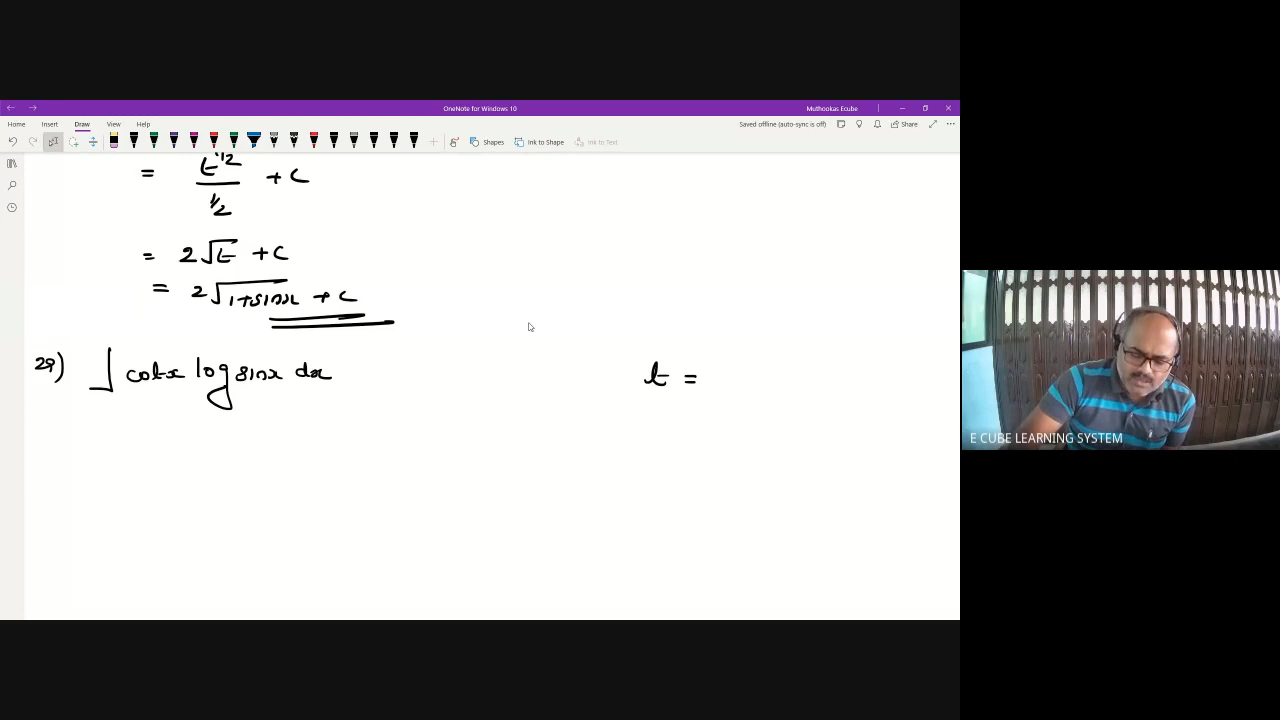 OneNote for Windows 10
Muthookas Ecube
Home Insert Draw View Help
Saved offline (auto-sync is off)
Share
Shapes
Ink to Shape
Ink to Text
= t^1/2 / 1/2 + C
= 2√t + C
= 2√1+sinx + C
29) ∫ cotx log sinx dx
t =
E CUBE LEARNING SYSTEM